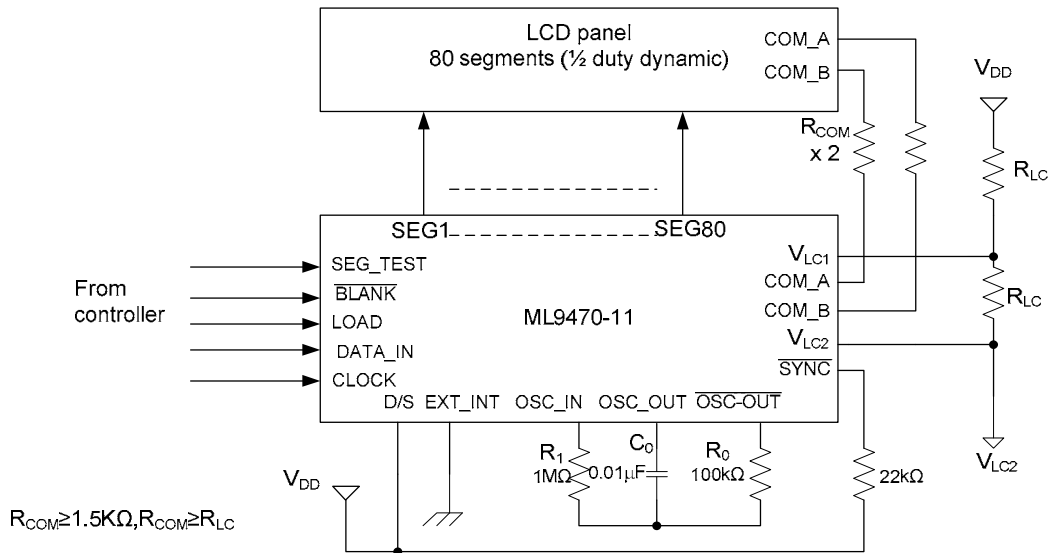 LCD panel
80 segments (½ duty dynamic)
COM_A
COM_B
V_DD
R_COM
x 2
R_LC
SEG1
SEG80
SEG_TEST
BLANK
LOAD
DATA_IN
CLOCK
From
controller
ML9470-11
V_LC1
COM_A
COM_B
V_LC2
SYNC
R_LC
D/S
EXT_INT
OSC_IN
OSC_OUT
OSC-OUT
R_1
1MΩ
C_0
0.01μF
R_0
100kΩ
22kΩ
V_LC2
V_DD
R_COM≥1.5KΩ,R_COM≥R_LC